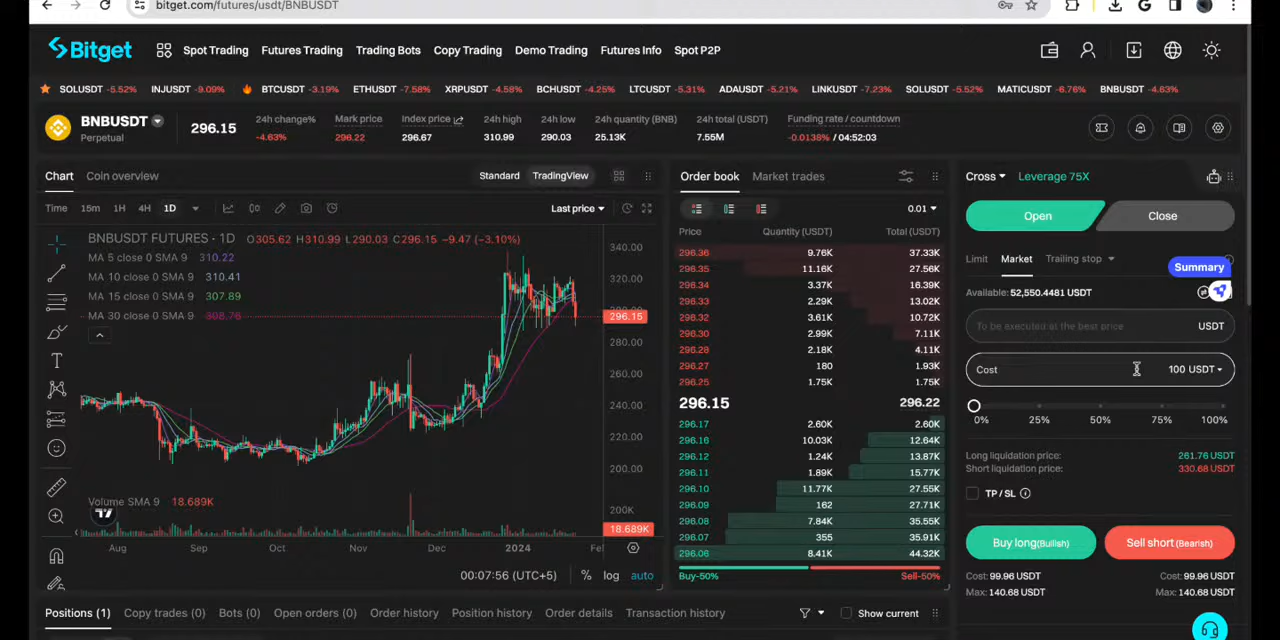 bitget.com/futures/usdt/BNBUSDT
Bitget Spot Trading Futures Trading Trading Bots Copy Trading Demo Trading Futures Info Spot P2P
SOLUSDT -5.52% INJUSDT -9.09% BTCUSDT -3.19% ETHUSDT -7.58% XRPUSDT -4.58% BCHUSDT -4.25% LTCUSDT -5.31% ADAUSDT -5.21% LINKUSDT -7.23% SOLUSDT -5.52% MATICUSDT -6.76% BNBUSDT -4.63%
BNBUSDT
Perpetual
296.15
24h change%
-4.63%
Mark price
296.22
Index price
296.67
24h high
310.99
24h low
290.03
24h quantity (BNB)
25.13K
24h total (USDT)
7.55M
Funding rate / countdown
-0.0138% / 04:52:03
Chart Coin overview Standard TradingView
Time 15m 1H 4H 1D Last price
BNBUSDT FUTURES · 1D O305.62 H310.99 L290.03 C296.15 -9.47 (-3.10%)
MA 5 close 0 SMA 9 310.22
MA 10 close 0 SMA 9 310.41
MA 15 close 0 SMA 9 307.89
MA 30 close 0 SMA 9 308.76
340.00
320.00
296.15
280.00
260.00
240.00
220.00
200.00
Volume SMA 9 18.689K
200K
18.689K
Aug Sep Oct Nov Dec 2024
00:07:56 (UTC+5) % log auto
Order book Market trades
0.01
Price Quantity (USDT) Total (USDT)
296.36 9.76K 37.33K
296.35 11.16K 27.56K
296.34 3.37K 16.39K
296.33 2.29K 13.02K
296.32 3.61K 10.72K
296.30 2.99K 7.11K
296.28 2.18K 4.11K
296.27 180 1.93K
296.25 1.75K 1.75K
296.15 296.22
296.17 2.60K 2.60K
296.16 10.03K 12.64K
296.12 1.24K 13.87K
296.11 1.89K 15.77K
296.10 11.77K 27.55K
296.09 162 27.71K
296.08 7.84K 35.55K
296.07 355 35.91K
296.06 8.41K 44.32K
Buy-50% Sell-50%
Cross Leverage 75X
Open Close
Limit Market Trailing stop
Summary
Available: 52,550.4481 USDT
To be executed at the best price USDT
Cost 100 USDT
0% 25% 50% 75% 100%
Long liquidation price: 261.76 USDT
Short liquidation price: 330.68 USDT
TP / SL
Buy long(Bullish) Sell short(Bearish)
Cost: 99.96 USDT Cost: 99.96 USDT
Max: 140.68 USDT Max: 140.68 USDT
Positions (1) Copy trades (0) Bots (0) Open orders (0) Order history Position history Order details Transaction history Show current